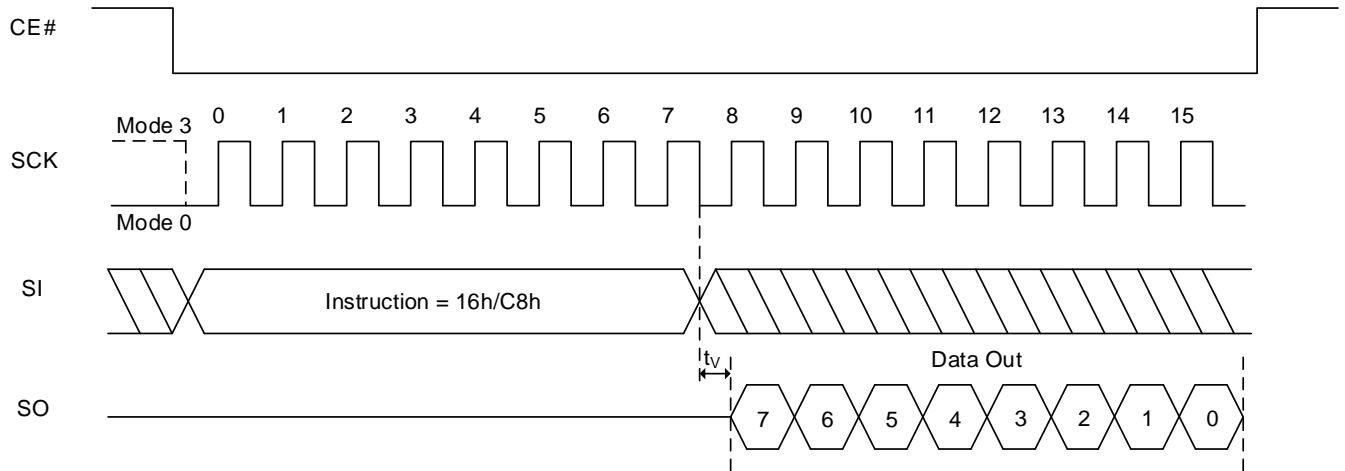 CE#
Mode 3 0 1 2 3 4 5 6 7 8 9 10 11 12 13 14 15
SCK
Mode 0
SI Instruction = 16h/C8h
tV Data Out
SO 7 6 5 4 3 2 1 0